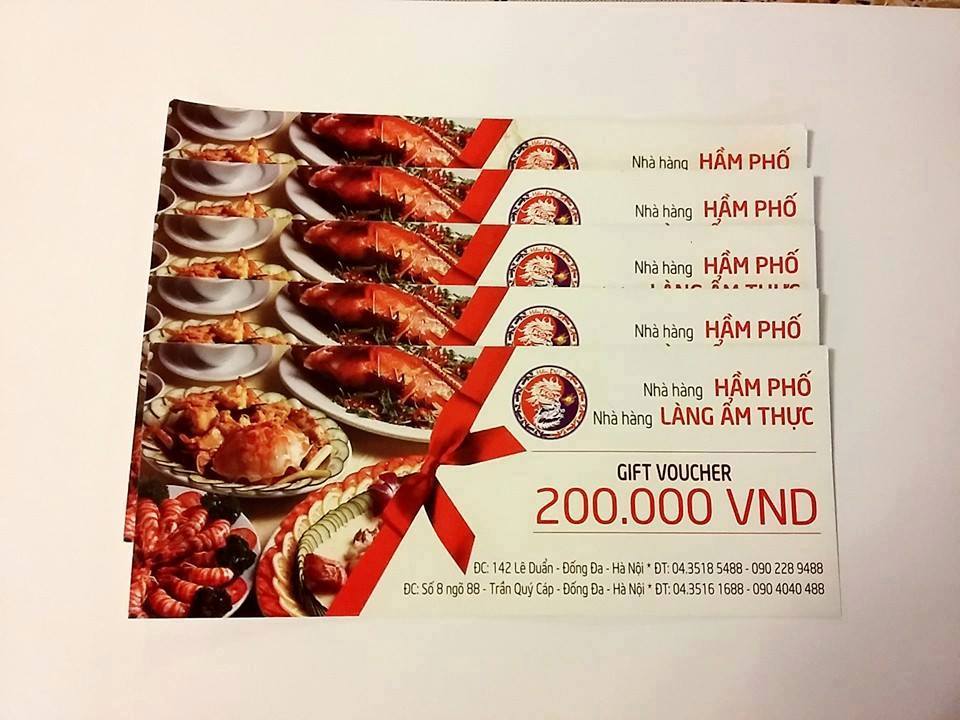 Nhà hàng HẦM PHỐ
Nhà hàng HẦM PHỐ
Nhà hàng HẦM PHỐ
LÀNG ẨM THỰC
Nhà hàng HẦM PHỐ
Nhà hàng HẦM PHỐ
Nhà hàng LÀNG ẨM THỰC
GIFT VOUCHER
200.000 VND
ĐC: 142 Lê Duẩn - Đống Đa - Hà Nội * ĐT: 04.3518 5488 - 090 228 9488
ĐC: Số 8 ngõ 88 - Trần Quý Cáp - Đống Đa - Hà Nội * ĐT: 04.3516 1688 - 090 4040 488